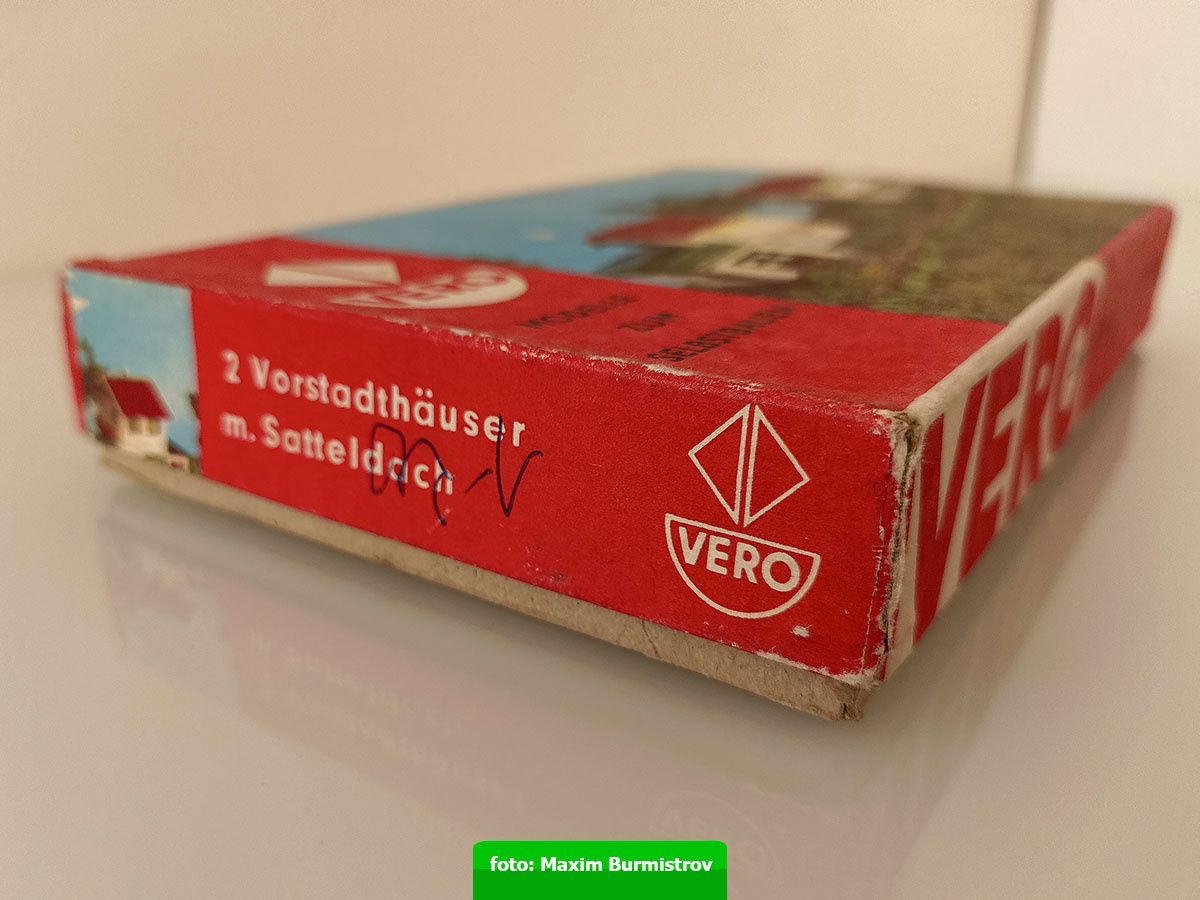 VERO
MODELLE
ZUM
SELBSTBAUEN
2 Vorstadthäuser
m. Satteldach
VERO
VERO
foto: Maxim Burmistrov